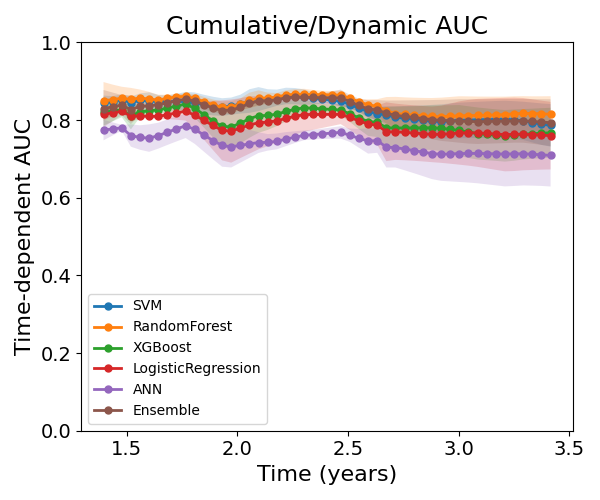 Cumulative/Dynamic AUC
Time-dependent AUC
1.0
0.8
0.6
0.4
0.2
0.0
SVM
RandomForest
XGBoost
LogisticRegression
ANN
Ensemble
1.5 2.0 2.5 3.0 3.5
Time (years)